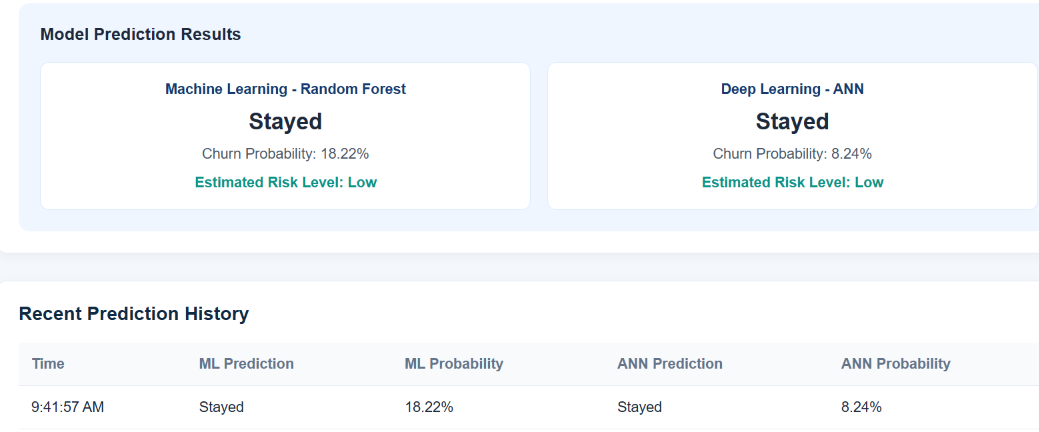 Model Prediction Results
Machine Learning - Random Forest
Stayed
Churn Probability: 18.22%
Estimated Risk Level: Low
Deep Learning - ANN
Stayed
Churn Probability: 8.24%
Estimated Risk Level: Low
Recent Prediction History
Time ML Prediction ML Probability ANN Prediction ANN Probability
9:41:57 AM Stayed 18.22% Stayed 8.24%